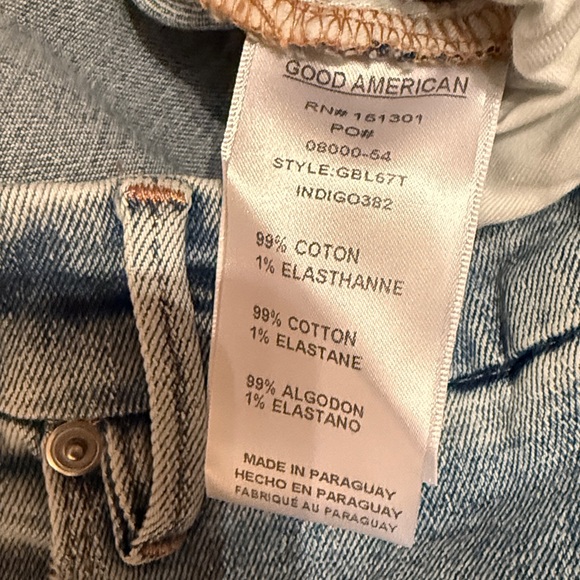 GOOD AMERICAN
RN# 161301
PO#
08000-54
STYLE:GBL67T
INDIGO382
99% COTON
1% ELASTHANNE
99% COTTON
1% ELASTANE
99% ALGODON
1% ELASTANO
MADE IN PARAGUAY
HECHO EN PARAGUAY
FABRIQUÉ AU PARAGUAY